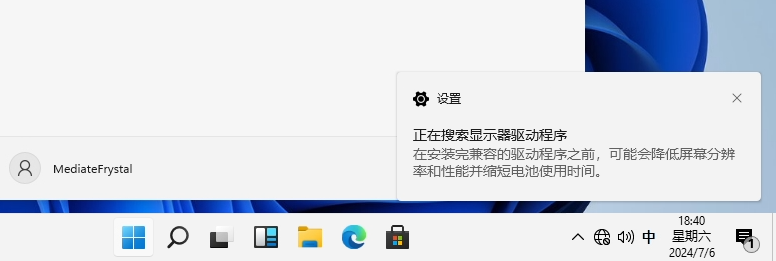 设置
正在搜索显示器驱动程序
在安装完兼容的驱动程序之前，可能会降低屏幕分辨
率和性能并缩短电池使用时间。
MediateFrystal
中
18:40
星期六
2024/7/6
1